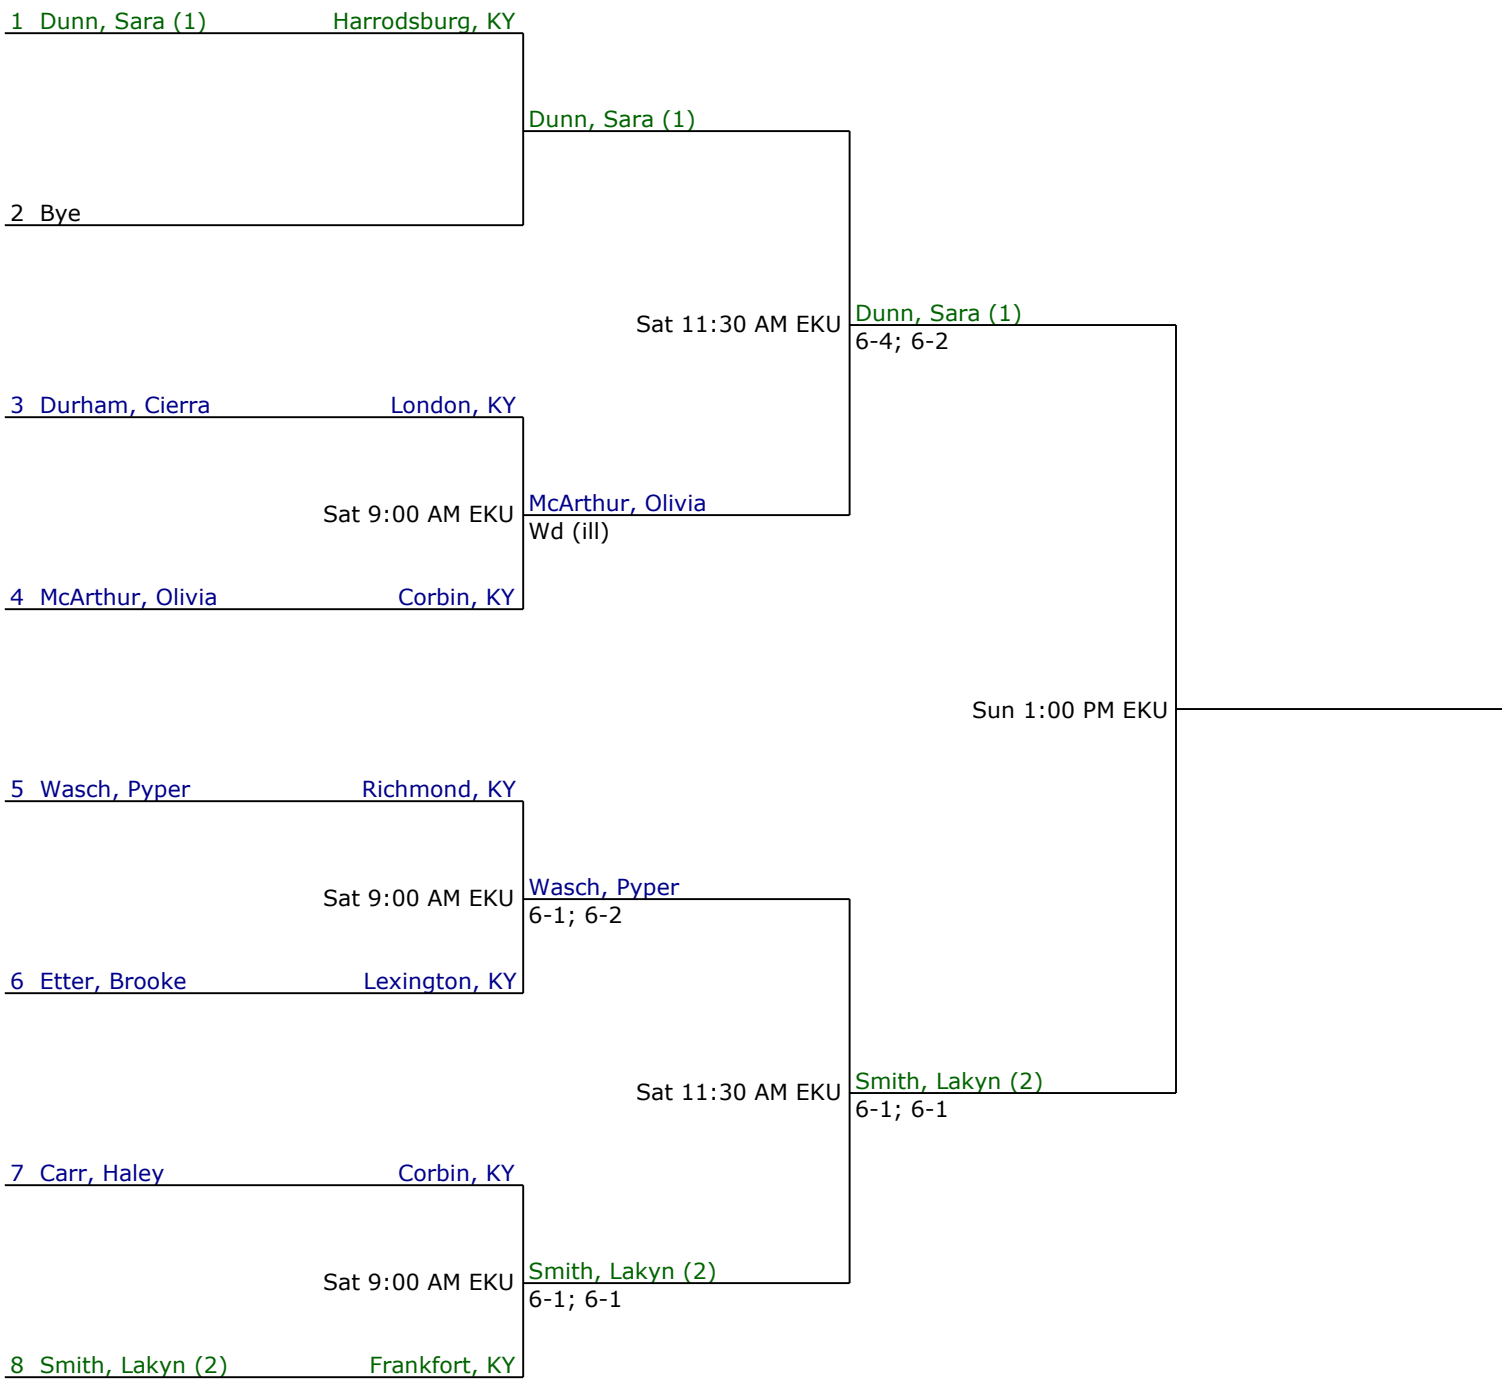 1 Dunn, Sara (1) Harrodsburg, KY
Dunn, Sara (1)
2 Bye
Sat 11:30 AM EKU
Dunn, Sara (1)
6-4; 6-2
3 Durham, Cierra London, KY
Sat 9:00 AM EKU
McArthur, Olivia
Wd (ill)
4 McArthur, Olivia Corbin, KY
Sun 1:00 PM EKU
5 Wasch, Pyper Richmond, KY
Sat 9:00 AM EKU
Wasch, Pyper
6-1; 6-2
6 Etter, Brooke Lexington, KY
Sat 11:30 AM EKU
Smith, Lakyn (2)
6-1; 6-1
7 Carr, Haley Corbin, KY
Sat 9:00 AM EKU
Smith, Lakyn (2)
6-1; 6-1
8 Smith, Lakyn (2) Frankfort, KY